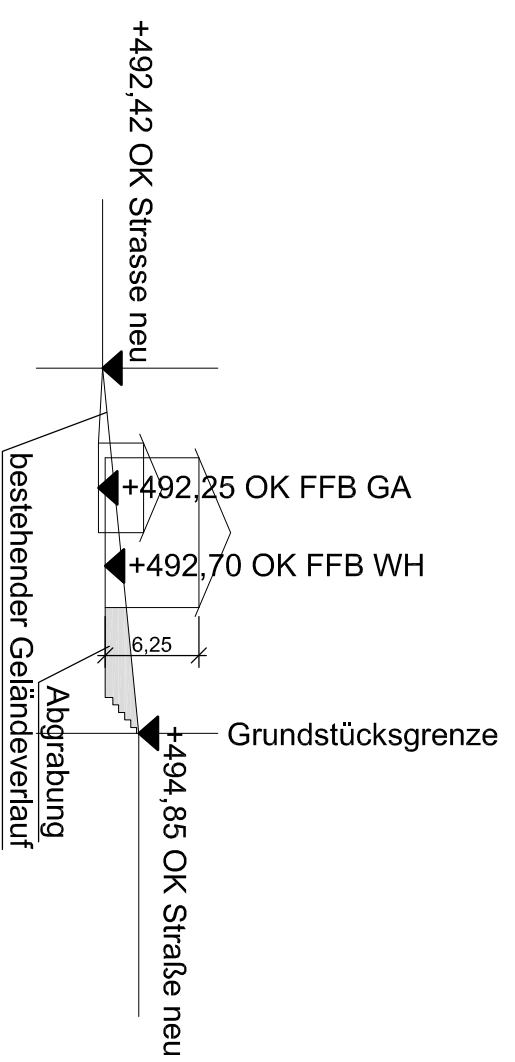 +492,42 OK Strasse neu
+492,25 OK FFB GA
+492,70 OK FFB WH
bestehender Geländeverlauf
6,25
Abgrabung
Grundstücksgrenze
+494,85 OK Straße neu